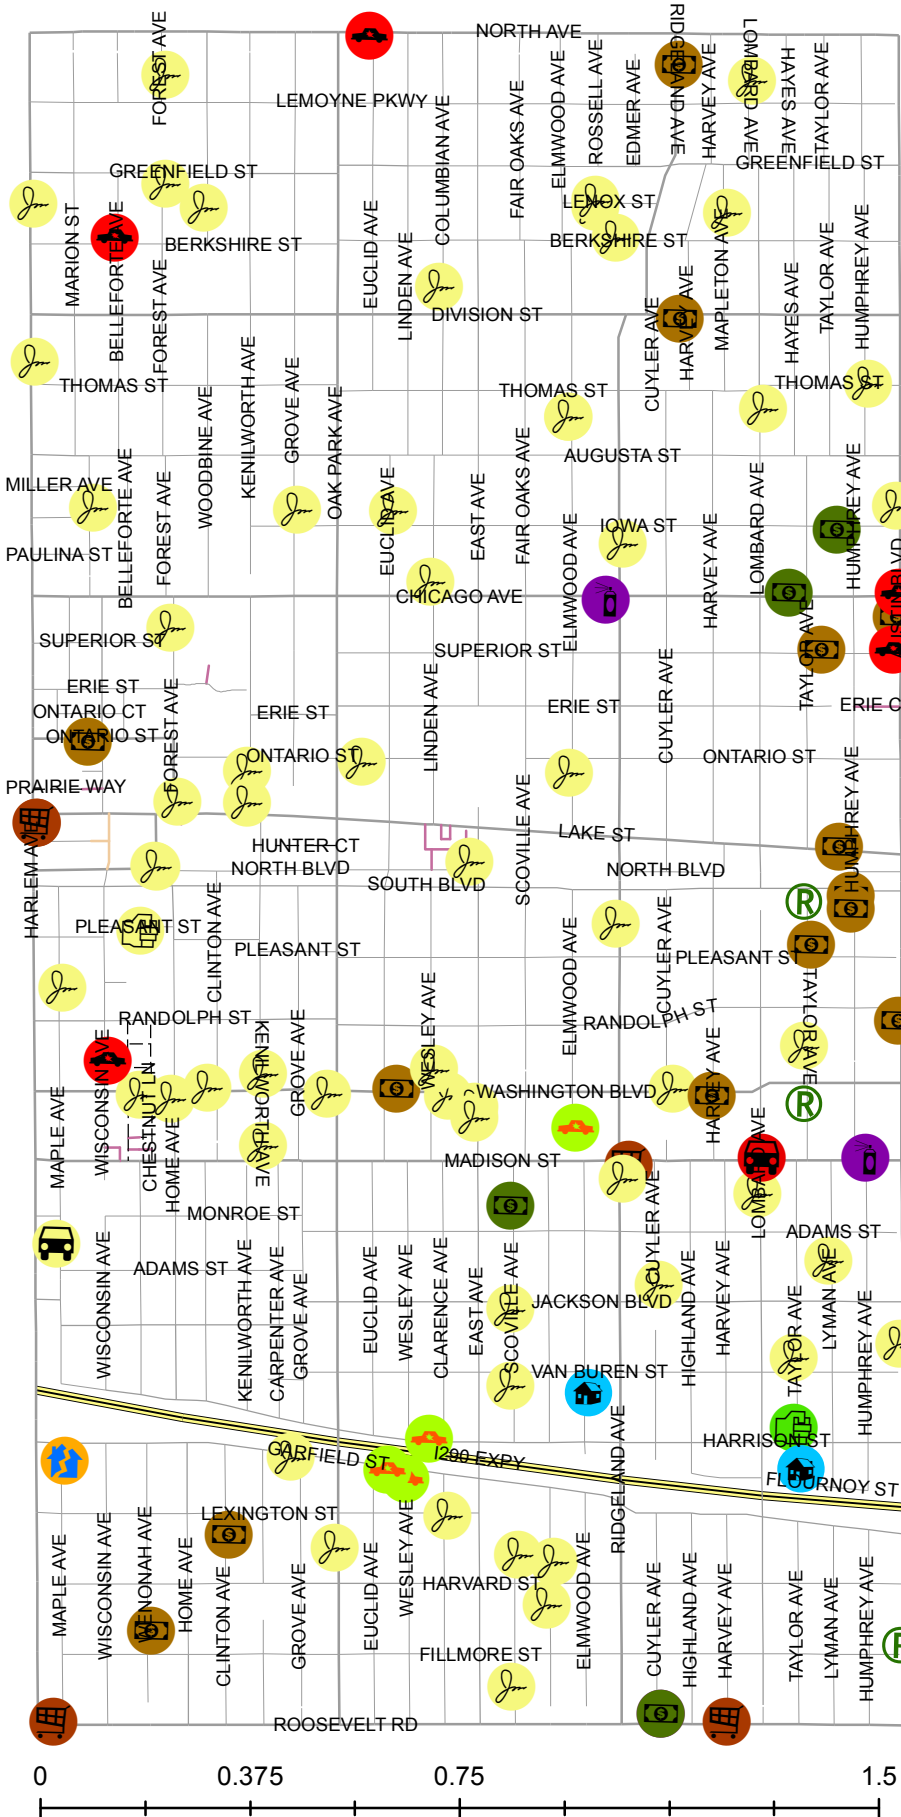 NORTH AVE
FOREST AVE
RIDGELAND AVE
LOMBARD AVE
LEMOYNE PKWY
COLUMBIAN AVE
FAIR OAKS AVE
ELMWOOD AVE
ROSSELL AVE
EDMER AVE
HARVEY AVE
HAYES AVE
TAYLOR AVE
GREENFIELD ST
GREENFIELD ST
LENOX ST
MARION ST
BELLEFORTE AVE
BERKSHIRE ST
BERKSHIRE ST
EUCLID AVE
LINDEN AVE
FOREST AVE
DIVISION ST
CUYLER AVE
HARVEY AVE
MAPLETON AVE
HAYES AVE
TAYLOR AVE
HUMPHREY AVE
THOMAS ST
THOMAS ST
THOMAS ST
WOODBINE AVE
KENILWORTH AVE
GROVE AVE
OAK PARK AVE
AUGUSTA ST
MILLER AVE
BELLEFORTE AVE
FOREST AVE
EUCLID AVE
EAST AVE
FAIR OAKS AVE
IOWA ST
LOMBARD AVE
HUMPHREY AVE
PAULINA ST
ELMWOOD AVE
HARVEY AVE
CHICAGO AVE
SUPERIOR ST
SUPERIOR ST
TAYLOR AVE
ERIE ST
ONTARIO CT
ERIE ST
ERIE ST
ONTARIO ST
FOREST AVE
ONTARIO ST
LINDEN AVE
CUYLER AVE
ONTARIO ST
PRAIRIE WAY
SCOVILLE AVE
HUMPHREY AVE
LAKE ST
HARLEM AVE
HUNTER CT
NORTH BLVD
NORTH BLVD
SOUTH BLVD
PLEASANT ST
CLINTON AVE
PLEASANT ST
PLEASANT ST
ELMWOOD AVE
CUYLER AVE
R
RANDOLPH ST
RANDOLPH ST
TAYLOR AVE
WISCONSIN AVE
CHESTNUT LN
KENILWORTH AVE
GROVE AVE
WESLEY AVE
WASHINGTON BLVD
HARVEY AVE
R
MAPLE AVE
HOME AVE
MADISON ST
LOMBARD AVE
MONROE ST
ADAMS ST
ADAMS ST
WISCONSIN AVE
KENILWORTH AVE
CARPENTER AVE
GROVE AVE
EUCLID AVE
WESLEY AVE
CLARENCE AVE
EAST AVE
SCOVILLE AVE
JACKSON BLVD
CUYLER AVE
HIGHLAND AVE
HARVEY AVE
TAYLOR AVE
LYMAN AVE
HUMPHREY AVE
VAN BUREN ST
HARRISON ST
GARFIELD ST
I290 EXPY
FLOURNOY ST
RIDGELAND AVE
LEXINGTON ST
MAPLE AVE
WISCONSIN AVE
WENONAH AVE
HOME AVE
CLINTON AVE
GROVE AVE
EUCLID AVE
WESLEY AVE
HARVARD ST
ELMWOOD AVE
CUYLER AVE
HIGHLAND AVE
HARVEY AVE
TAYLOR AVE
LYMAN AVE
HUMPHREY AVE
FILLMORE ST
ROOSEVELT RD
0 0.375 0.75 1.5